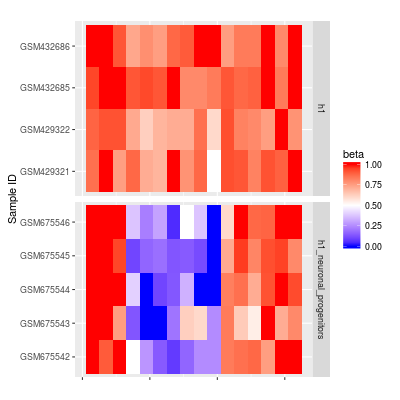 GSM432686
GSM432685
GSM429322
GSM429321
h1
GSM675546
GSM675545
GSM675544
GSM675543
GSM675542
h1_neuronal_progenitors
Sample ID
beta
1.00
0.75
0.50
0.25
0.00